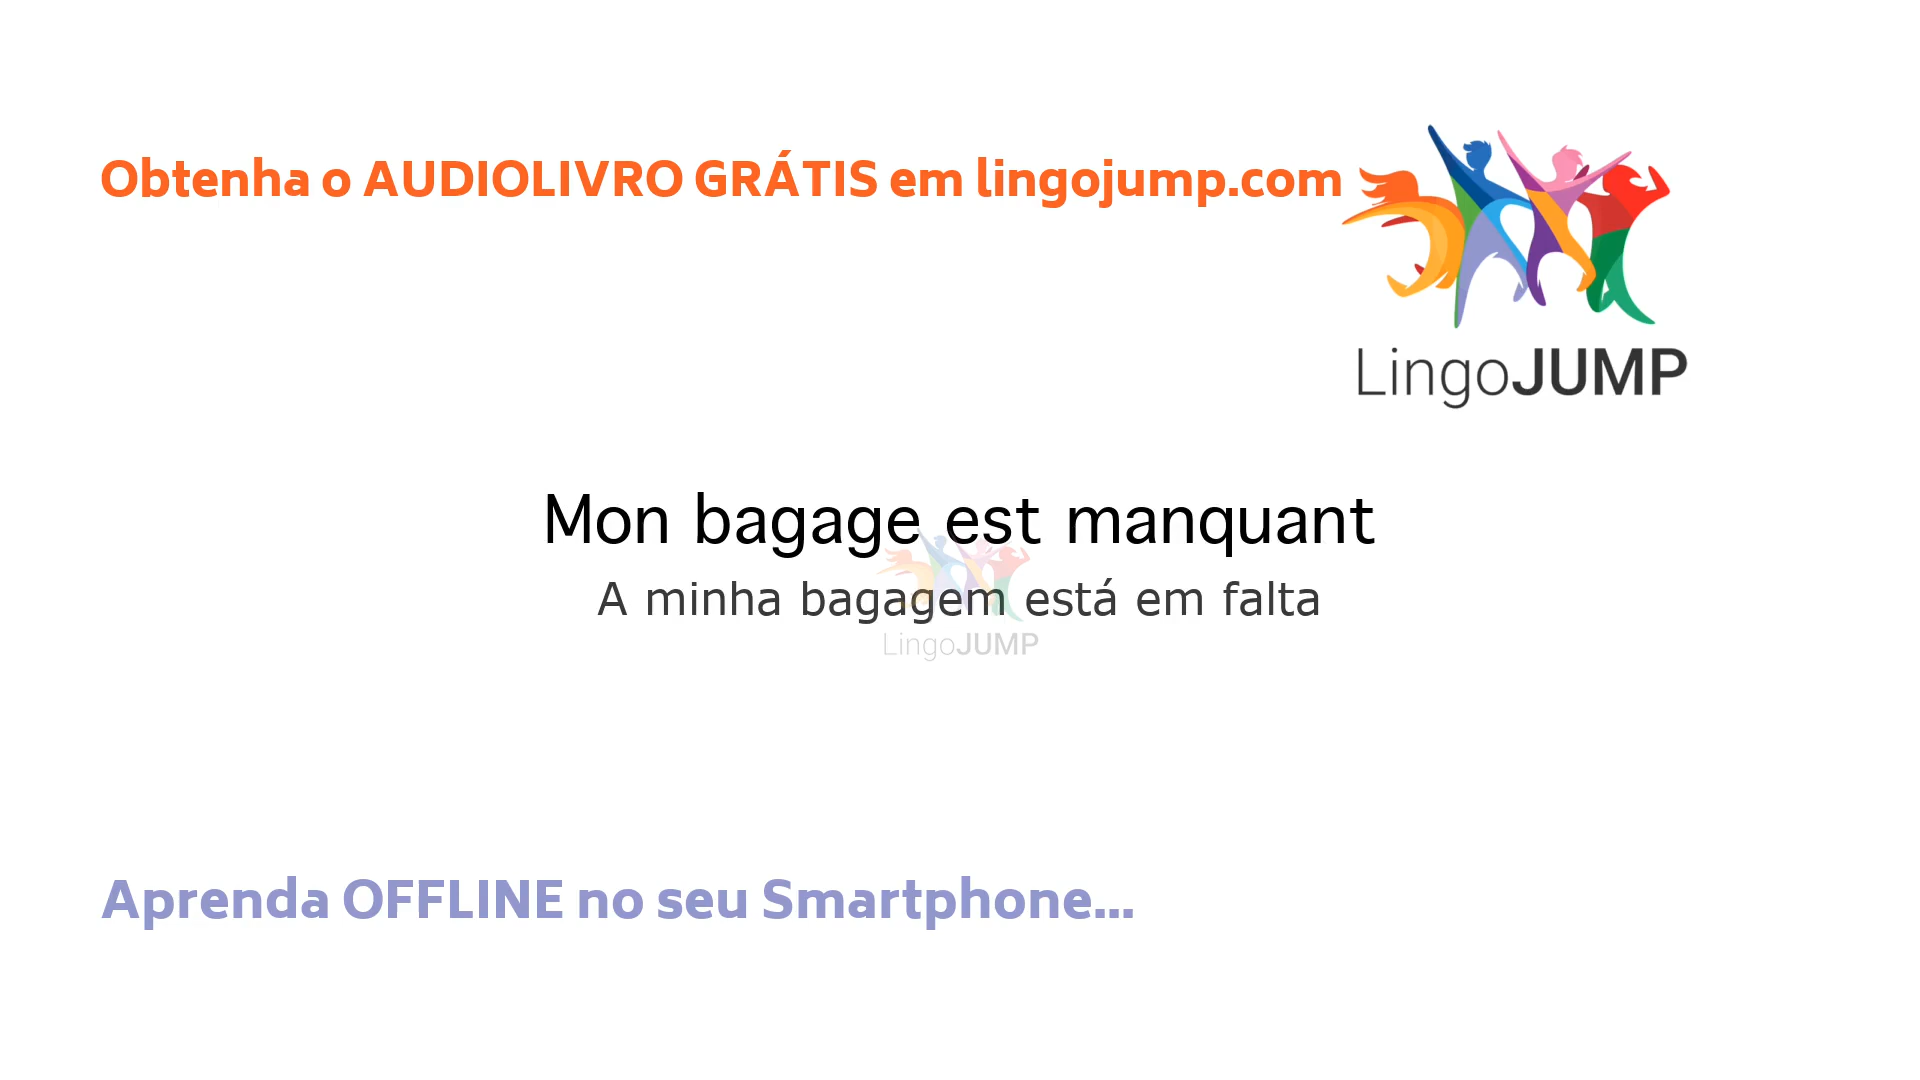 Obtenha o AUDIOLIVRO GRÁTIS em lingojump.com
LingoJUMP
Mon bagage est manquant
A minha bagagem está em falta
LingoJUMP
Aprenda OFFLINE no seu Smartphone...